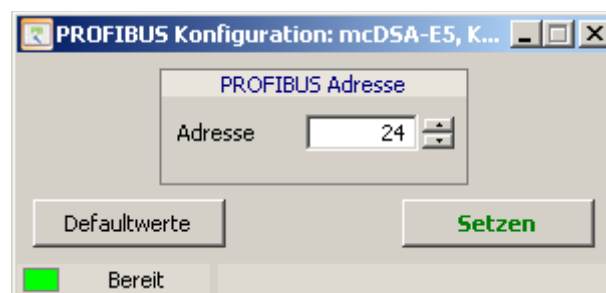 PROFIBUS Konfiguration: mcDSA-E5, K...
PROFIBUS Adresse
Adresse 24
Defaultwerte Setzen
Bereit